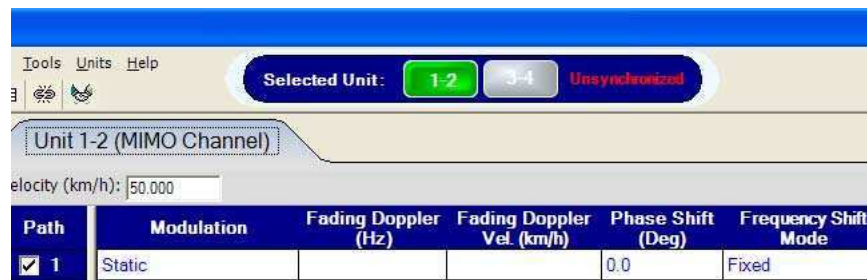 Tools Units Help
Selected Unit: 1-2 3-4 Unsynchronized
Unit 1-2 (MIMO Channel)
elocity (km/h): 50.000
Path Modulation Fading Doppler (Hz) Fading Doppler Vel. (km/h) Phase Shift (Deg) Frequency Shift Mode
1 Static 0.0 Fixed